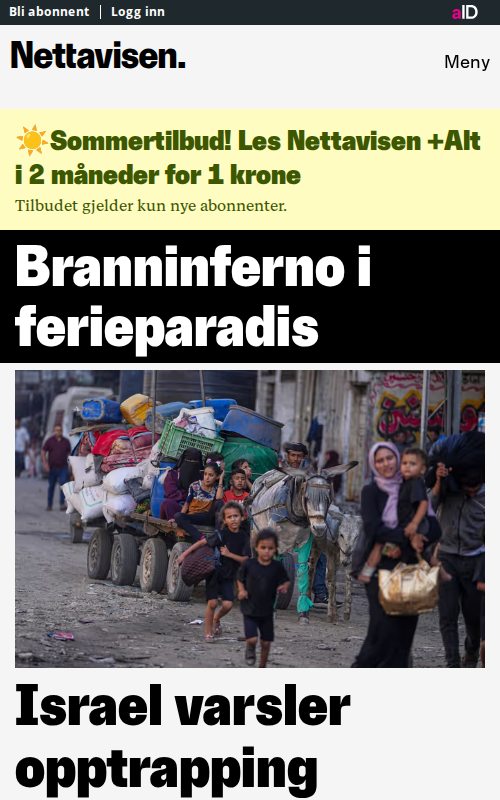 Bli abonnent | Logg inn
aID
Nettavisen.
Meny
☀️Sommertilbud! Les Nettavisen +Alt
i 2 måneder for 1 krone
Tilbudet gjelder kun nye abonnenter.
Branninferno i
ferieparadis
Israel varsler
opptrapping